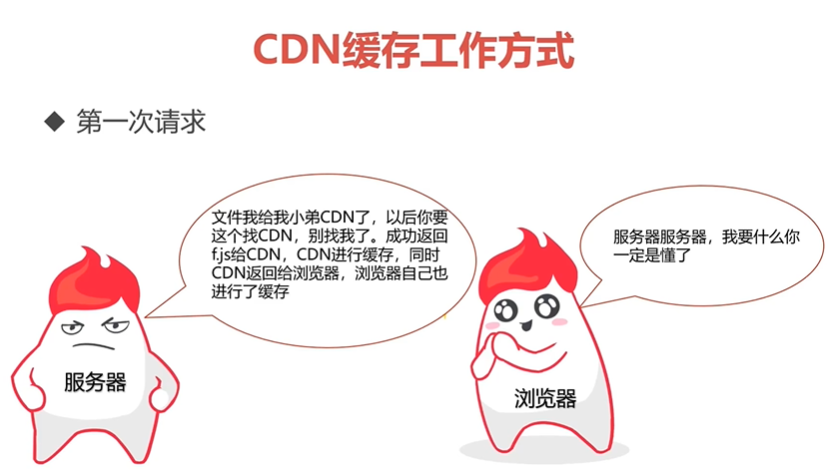 CDN缓存工作方式
第一次请求
文件我给我小弟CDN了，以后你要
这个找CDN，别找我了。成功返回
f.js给CDN，CDN进行缓存，同时
CDN返回给浏览器，浏览器自己也
进行了缓存
服务器服务器，我要什么你
一定是懂了
服务器
浏览器